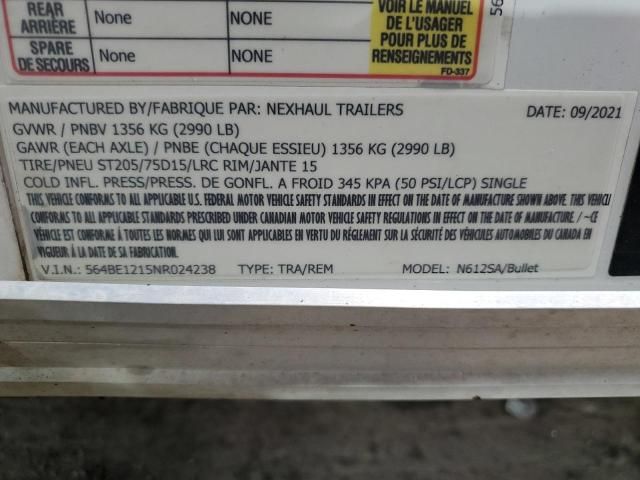 REAR
ARRIÈRE
None
NONE
SPARE
DE SECOURS
None
NONE
VOIR LE MANUEL
DE L'USAGER
POUR PLUS DE
RENSEIGNEMENTS
FD-337
56
MANUFACTURED BY/FABRIQUE PAR: NEXHAUL TRAILERS DATE: 09/2021
GVWR / PNBV 1356 KG (2990 LB)
GAWR (EACH AXLE) / PNBE (CHAQUE ESSIEU) 1356 KG (2990 LB)
TIRE/PNEU ST205/75D15/LRC RIM/JANTE 15
COLD INFL. PRESS/PRESS. DE GONFL. A FROID 345 KPA (50 PSI/LCP) SINGLE
THIS VEHICLE CONFORMS TO ALL APPLICABLE U.S. FEDERAL MOTOR VEHICLE SAFETY STANDARDS IN EFFECT ON THE DATE OF MANUFACTURE SHOWN ABOVE. / THIS VEHICLE
CONFORMS TO ALL APPLICABLE STANDARDS PRESCRIBED UNDER CANADIAN MOTOR VEHICLE SAFETY REGULATIONS IN EFFECT ON THE DATE OF MANUFACTURE / -CE
VÉHICULE EST CONFORME À TOUTES LES NORMES QUI LUI SONT APPLICABLES EN VERTU DU RÈGLEMENT SUR LA SÉCURITÉ DES VÉHICULES AUTOMOBILES DU CANADA EN
VIGUEUR À LA DATE DE SA FABRICATION
V.I.N.: 564BE1215NR024238 TYPE: TRA/REM MODEL: N612SA/Bullet